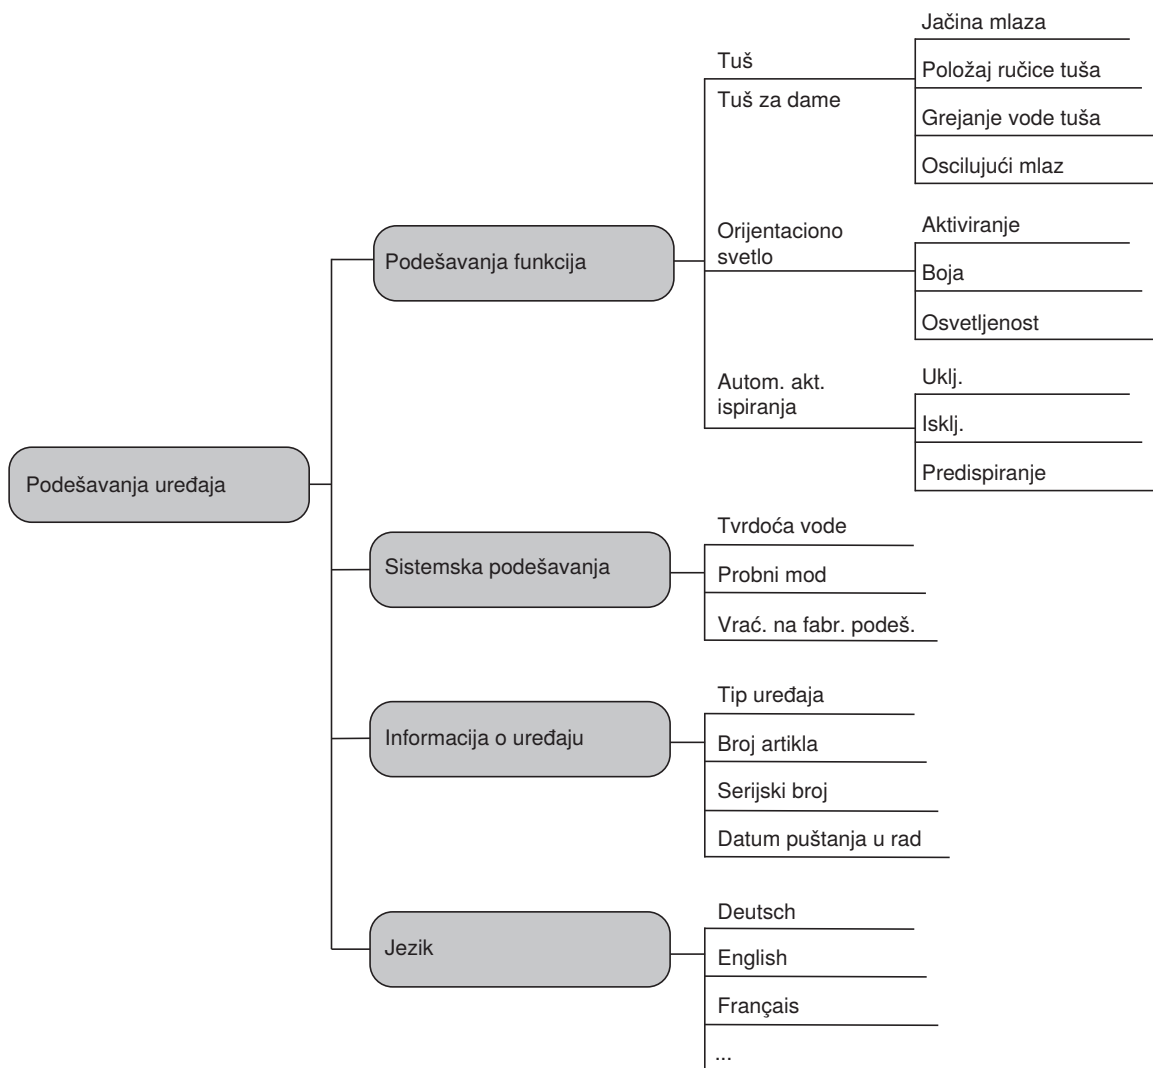 Podešavanja uređaja
Podešavanja funkcija
Tuš
Tuš za dame
Jačina mlaza
Položaj ručice tuša
Grejanje vode tuša
Oscilujući mlaz
Orijentaciono
svetlo
Aktiviranje
Boja
Osvetljenost
Autom. akt.
ispiranja
Uklj.
Isklj.
Predispiranje
Sistemska podešavanja
Tvrdoća vode
Probni mod
Vrać. na fabr. podeš.
Informacija o uređaju
Tip uređaja
Broj artikla
Serijski broj
Datum puštanja u rad
Jezik
Deutsch
English
Français
...